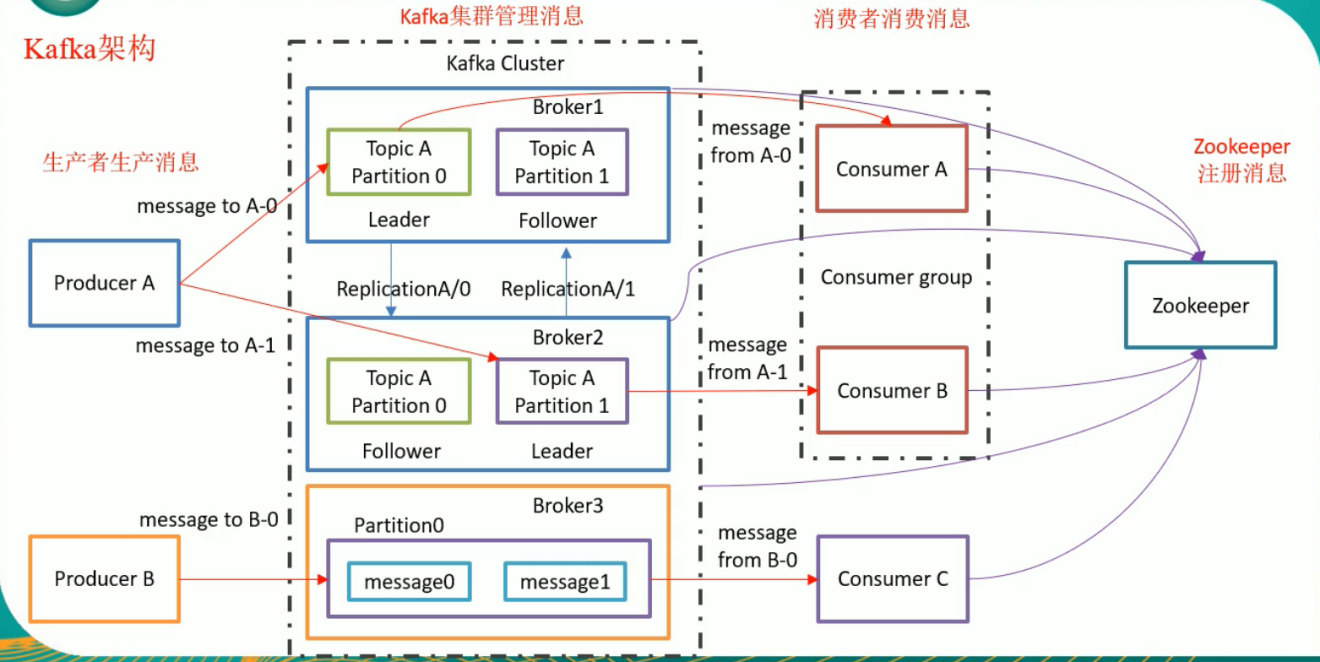 Kafka架构
Kafka集群管理消息
消费者消费消息
生产者生产消息
Zookeeper
注册消息
Kafka Cluster
Broker1
Topic A
Partition 0
Topic A
Partition 1
Leader
Follower
message to A-0
Producer A
message to A-1
ReplicationA/0
ReplicationA/1
Broker2
Topic A
Partition 0
Topic A
Partition 1
Follower
Leader
message to B-0
Producer B
Broker3
Partition0
message0
message1
message
from A-0
Consumer A
Consumer group
message
from A-1
Consumer B
message
from B-0
Consumer C
Zookeeper